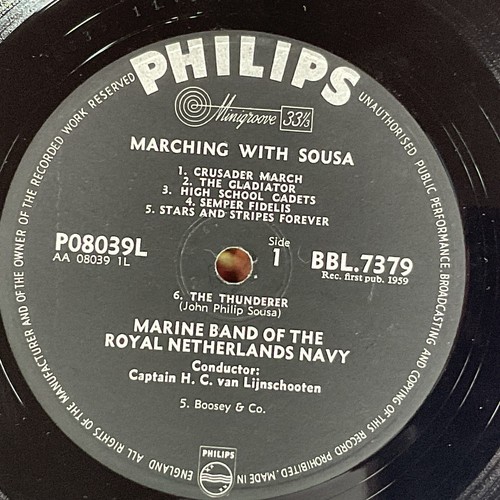 PHILIPS
Minigroove 33⅓
MARCHING WITH SOUSA
1. CRUSADER MARCH
2. THE GLADIATOR
3. HIGH SCHOOL CADETS
4. SEMPER FIDELIS
5. STARS AND STRIPES FOREVER
P08039L
AA 08039 1L
Side
1
BBL.7379
Rec. first pub. 1959
6. THE THUNDERER
(John Philip Sousa)
MARINE BAND OF THE
ROYAL NETHERLANDS NAVY
Conductor:
Captain H. C. van Lijnschooten
5. Boosey & Co.
PHILIPS
ALL RIGHTS OF THE MANUFACTURER AND OF THE OWNER OF THE RECORDED WORK RESERVED
UNAUTHORISED PUBLIC PERFORMANCE, BROADCASTING AND COPYING OF THIS RECORD PROHIBITED. MADE IN ENGLAND